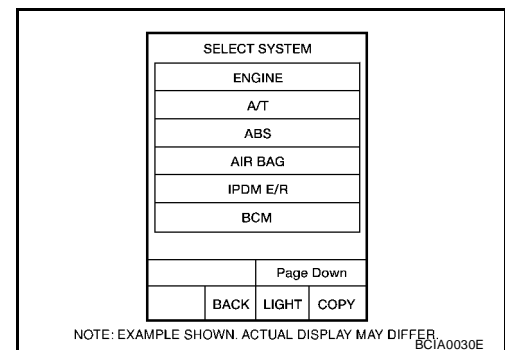 SELECT SYSTEM
ENGINE
A/T
ABS
AIR BAG
IPDM E/R
BCM
Page Down
BACK LIGHT COPY
NOTE: EXAMPLE SHOWN. ACTUAL DISPLAY MAY DIFFER.
BCIA0030E